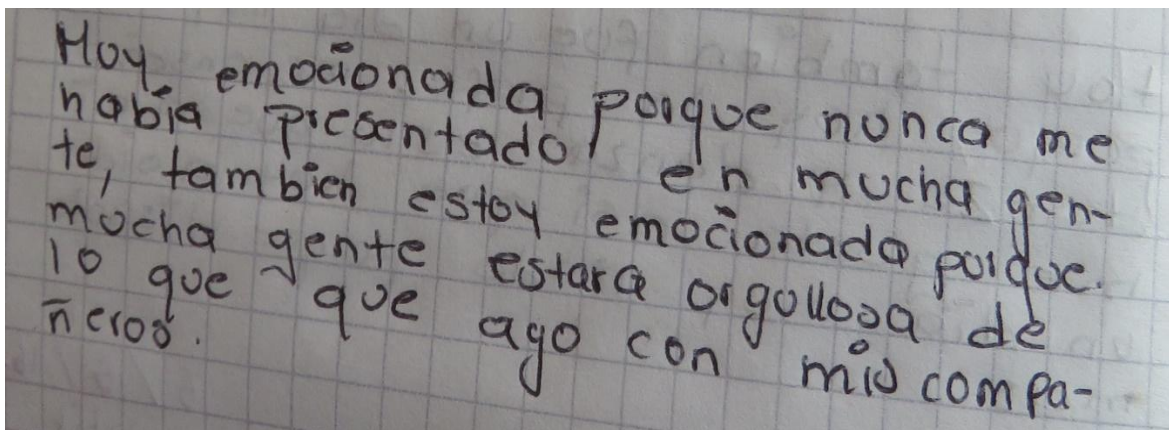 Hoy emocionada porque nunca me
habia presentado en mucha gen-
te, tambien estoy emocionada porque.
mucha gente estara orgullosa de
lo que que ago con mis compa-
ñeros.